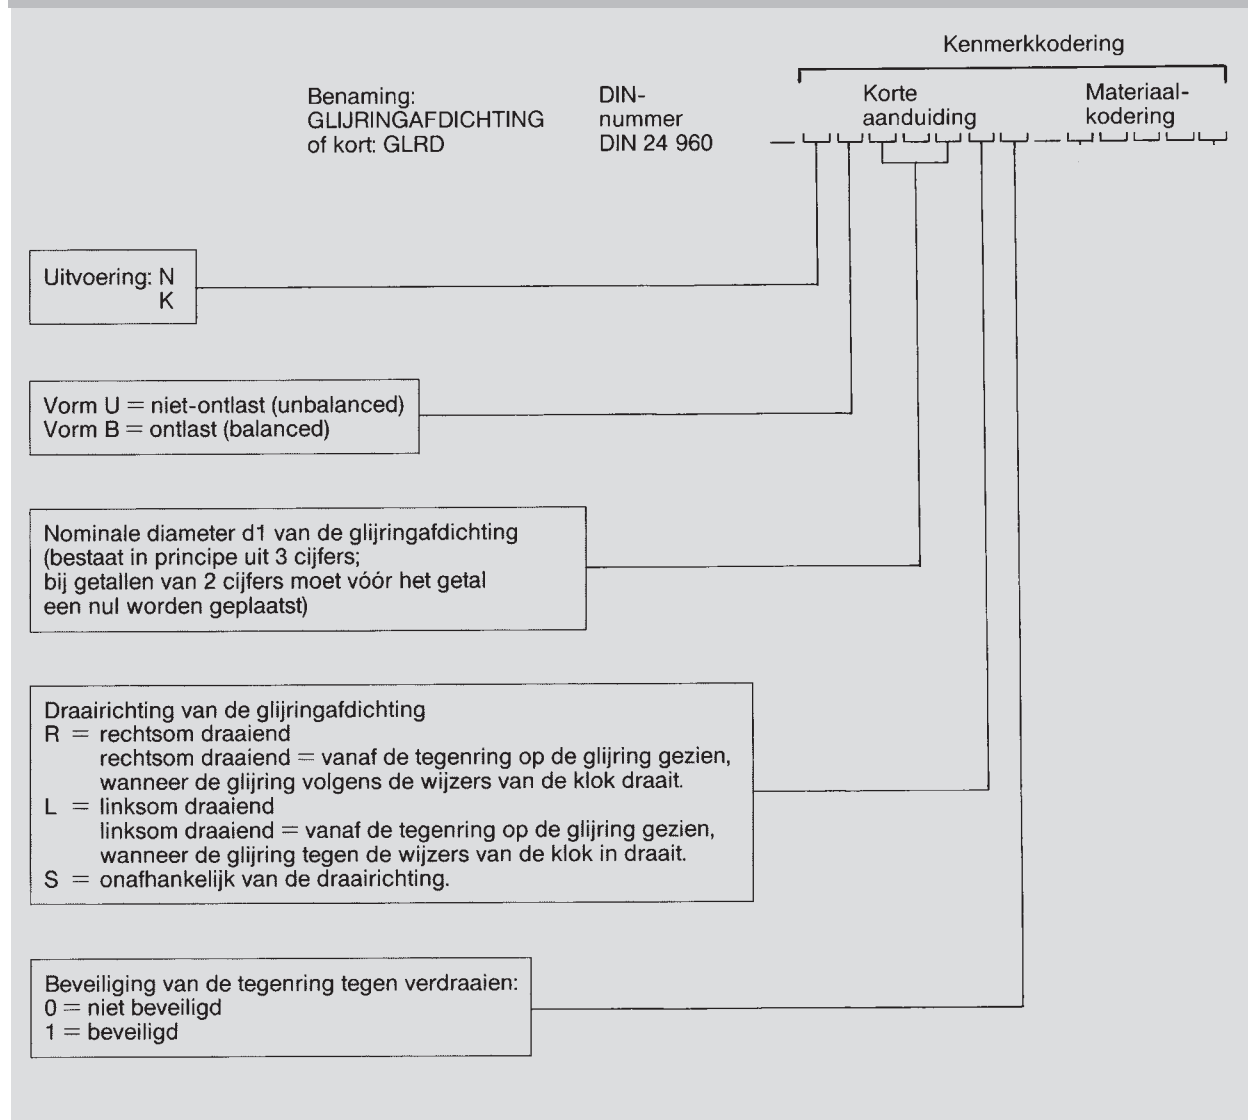 Kenmerkkodering
Benaming:
GLIJRINGAFDICHTING
of kort: GLRD
DIN-
nummer
DIN 24 960
Korte
aanduiding
Materiaal-
kodering
Uitvoering: N
K
Vorm U = niet-ontlast (unbalanced)
Vorm B = ontlast (balanced)
Nominale diameter d1 van de glijringafdichting
(bestaat in principe uit 3 cijfers;
bij getallen van 2 cijfers moet vóór het getal
een nul worden geplaatst)
Draairichting van de glijringafdichting
R = rechtsom draaiend
rechtsom draaiend = vanaf de tegenring op de glijring gezien,
wanneer de glijring volgens de wijzers van de klok draait.
L = linksom draaiend
linksom draaiend = vanaf de tegenring op de glijring gezien,
wanneer de glijring tegen de wijzers van de klok in draait.
S = onafhankelijk van de draairichting.
Beveiliging van de tegenring tegen verdraaien:
0 = niet beveiligd
1 = beveiligd